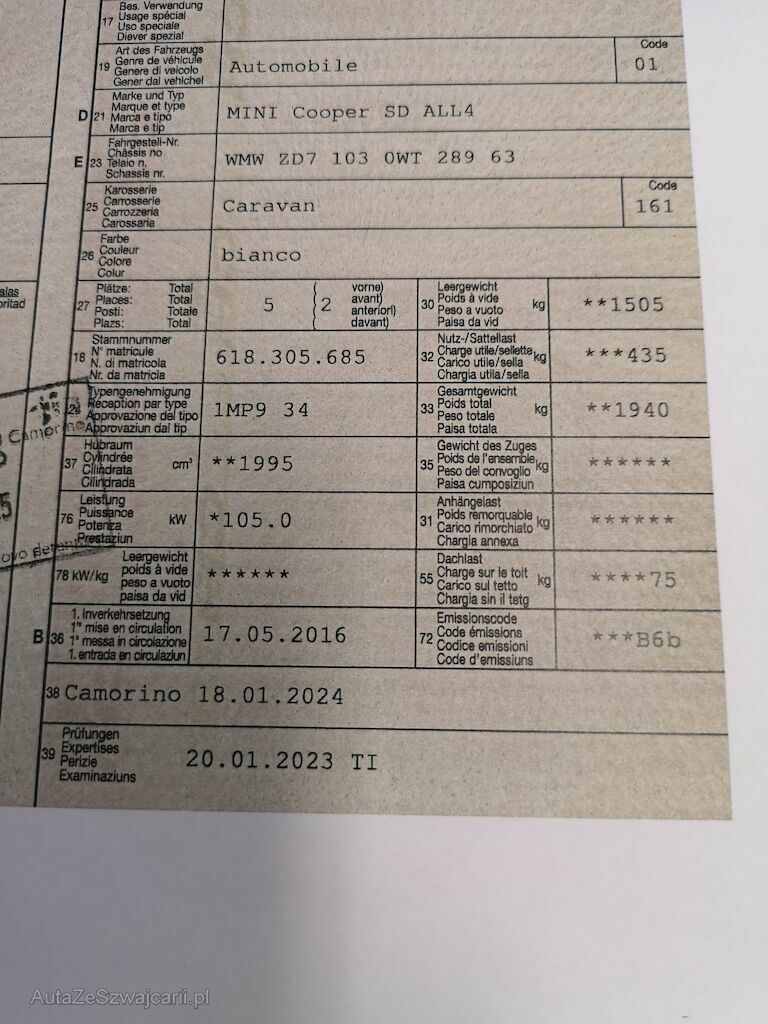 17 Bes. Verwendung
Usage spécial
Uso speciale
Diever spezial
19 Art des Fahrzeugs
Genre de véhicule
Genere di veicolo
Gener dal vehichel
Automobile
Code
01
D 21 Marke und Typ
Marque et type
Marca e tipo
Marca e tip
MINI Cooper SD ALL4
E 23 Fahrgestell-Nr.
Châssis no
Telaio n.
Schassis nr.
WMW ZD7 103 0WT 289 63
25 Karosserie
Carrosserie
Carrozzeria
Carossaria
Caravan
Code
161
26 Farbe
Couleur
Colore
Colur
bianco
27 Plätze: Total
Places: Total
Posti: Totale
Plazs: Total
5 (2 vorne)
avant)
anteriori)
davant)
30 Leergewicht
Poids à vide
Peso a vuoto
Paisa da vid
kg
**1505
18 Stammnummer
N° matricule
N. di matricola
Nr. da matricla
618.305.685
32 Nutz-/Sattellast
Charge utile/sellette
Carico utile/sella
Chargia utila/sella
kg
***435
24 Typengenehmigung
Réception par type
Approvazione del tipo
Approvaziun dal tip
1MP9 34
33 Gesamtgewicht
Poids total
Peso totale
Paisa totala
kg
**1940
37 Hubraum
Cylindrée
Cilindrata
Cilindrada
cm³
**1995
35 Gewicht des Zuges
Poids de l'ensemble
Peso del convoglio
Paisa cumposiziun
kg
******
76 Leistung
Puissance
Potenza
Prestaziun
kW
*105.0
31 Anhängelast
Poids remorquable
Carico rimorchiato
Chargia annexa
kg
******
78 kW/kg
Leergewicht
poids à vide
peso a vuoto
paisa da vid
******
55 Dachlast
Charge sur le toit
Carico sul tetto
Chargia sin il tetg
kg
****75
B 36 1. Inverkehrsetzung
1re mise en circulation
1a messa in circolazione
1. entrada en circulaziun
17.05.2016
72 Emissionscode
Code émissions
Codice emissioni
Code d'emissiuns
***B6b
38 Camorino 18.01.2024
39 Prüfungen
Expertises
Perizie
Examinaziuns
20.01.2023 TI
Camorino
AutaZeSzwajcarii.pl